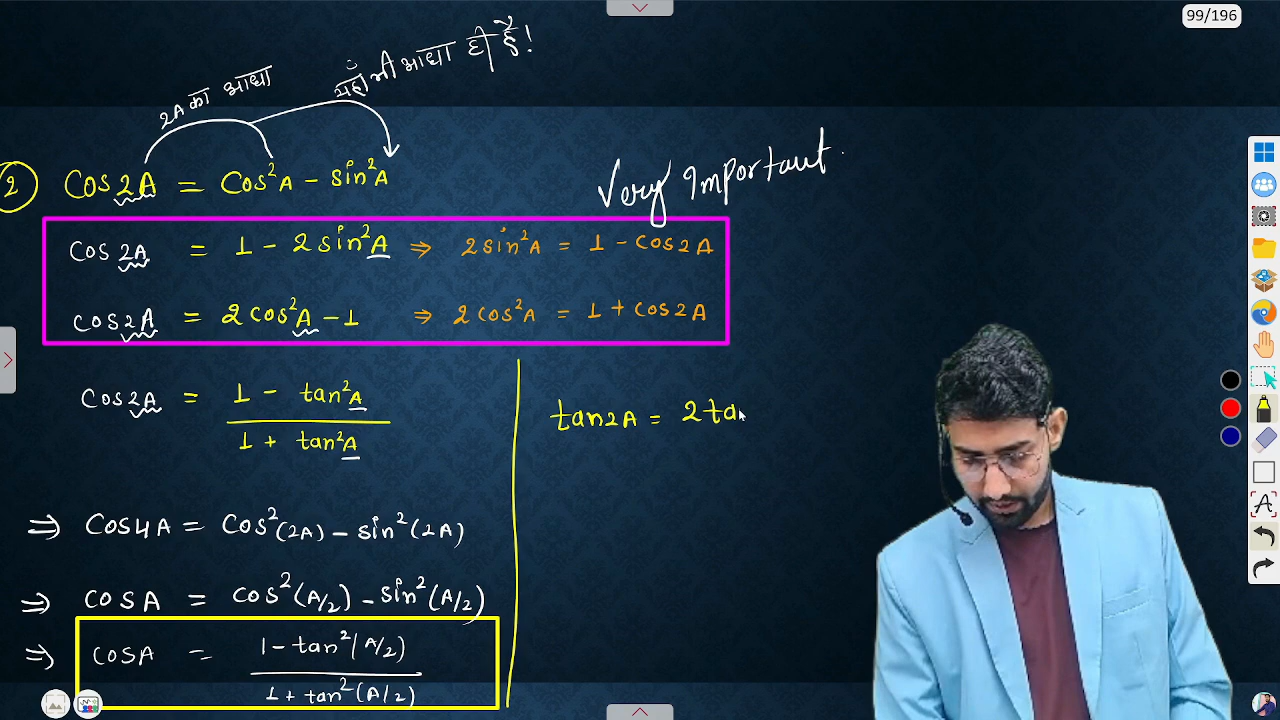 99/196
2A का आधा
यहाँ भी आधा ही है!
2 Cos2A = Cos²A - sin²A
Very Important
Cos2A = 1 - 2sin²A ⇒ 2sin²A = 1 - cos2A
cos2A = 2cos²A - 1 ⇒ 2cos²A = 1 + cos2A
Cos2A = (1 - tan²A)/(1 + tan²A)
tan2A = 2ta
⇒ Cos4A = Cos²(2A) - sin²(2A)
⇒ CosA = cos²(A/2) - sin²(A/2)
⇒ CosA = (1 - tan²(A/2))/(1 + tan²(A/2))